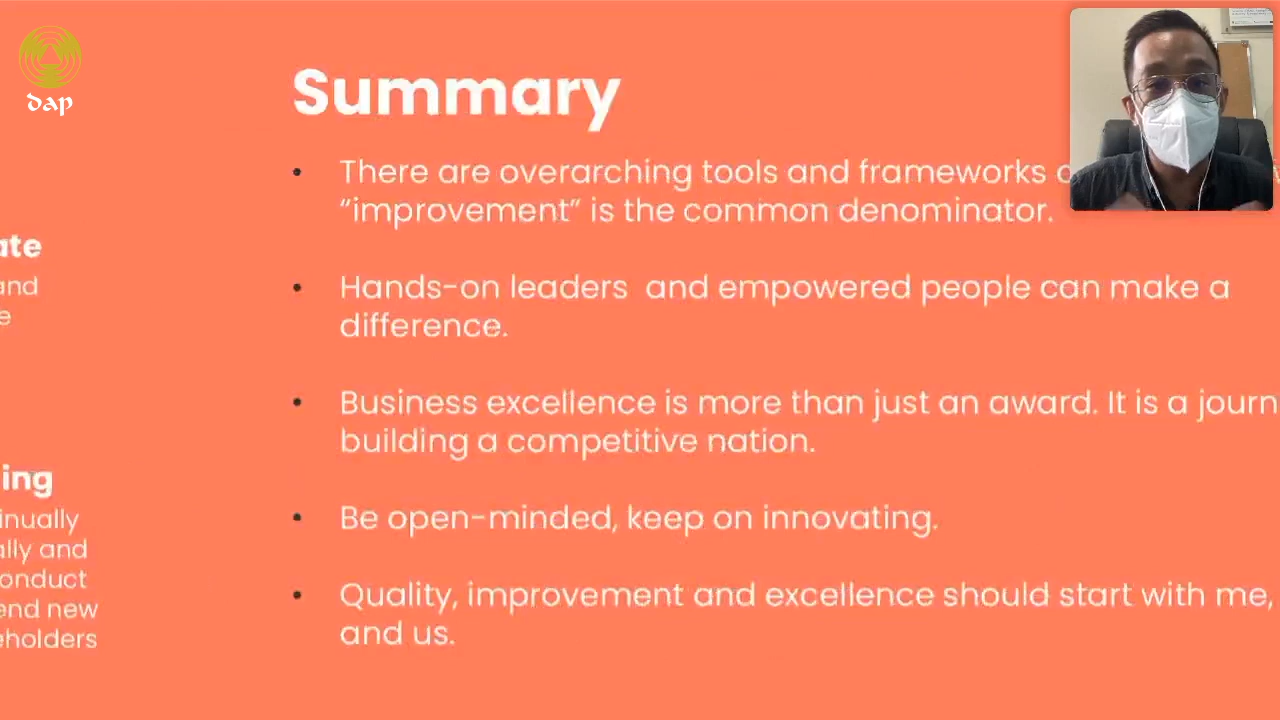 dap
Summary
• There are overarching tools and frameworks
“improvement” is the common denominator.
• Hands-on leaders and empowered people can make a
difference.
• Business excellence is more than just an award. It is a journ
building a competitive nation.
• Be open-minded, keep on innovating.
• Quality, improvement and excellence should start with me,
and us.
ate
and
e
ing
inually
ally and
onduct
end new
eholders